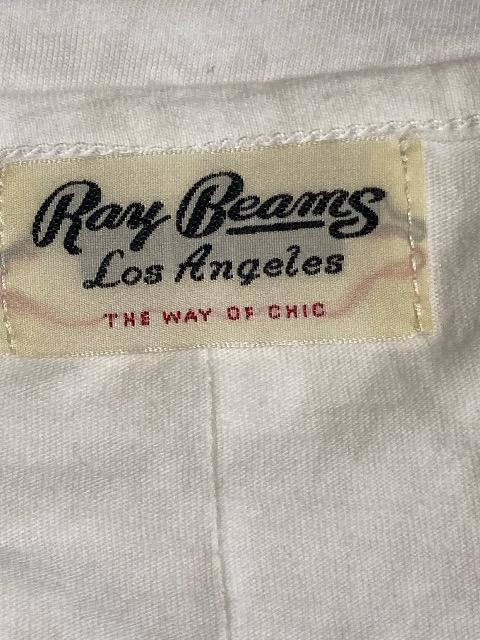 Ray Beams
Los Angeles
THE WAY OF CHIC